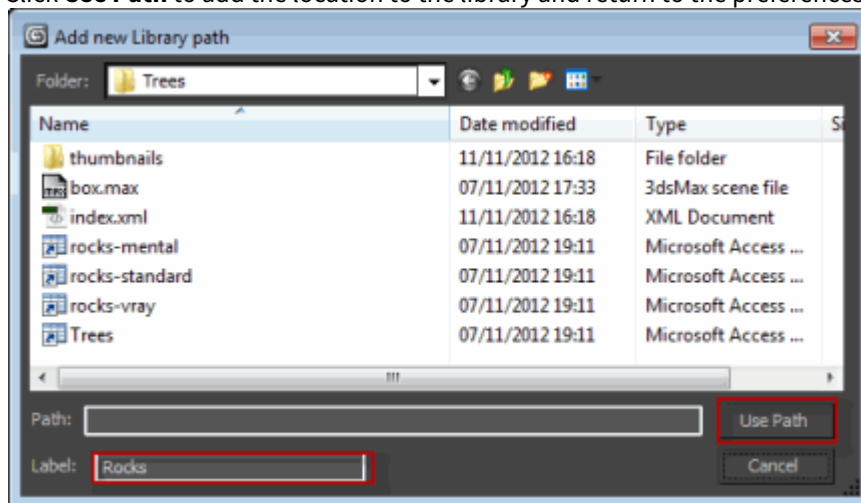 Click Use Path to add the location to the library and return to the preferences
Add new Library path
Folder: Trees
Name Date modified Type Si
thumbnails 11/11/2012 16:18 File folder
box.max 07/11/2012 17:33 3dsMax scene file
index.xml 11/11/2012 16:18 XML Document
rocks-mental 07/11/2012 19:11 Microsoft Access ...
rocks-standard 07/11/2012 19:11 Microsoft Access ...
rocks-vray 07/11/2012 19:11 Microsoft Access ...
Trees 07/11/2012 19:11 Microsoft Access ...
Path: Use Path
Label: Rocks Cancel